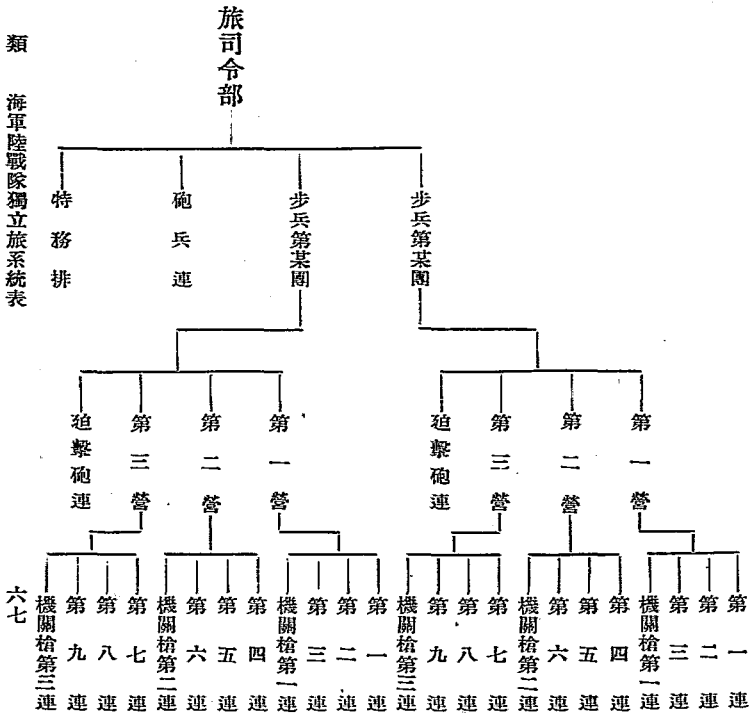 旅司令部
步兵第某團
步兵第某團
砲兵連
特務排
第一營
第二營
第三營
迫擊砲連
第一營
第二營
第三營
迫擊砲連
第一連
第二連
第三連
機關槍第一連
第四連
第五連
第六連
機關槍第二連
第七連
第八連
第九連
機關槍第三連
第一連
第二連
第三連
機關槍第一連
第四連
第五連
第六連
機關槍第二連
第七連
第八連
第九連
機關槍第三連
類 海軍陸戰隊獨立旅系統表
六七